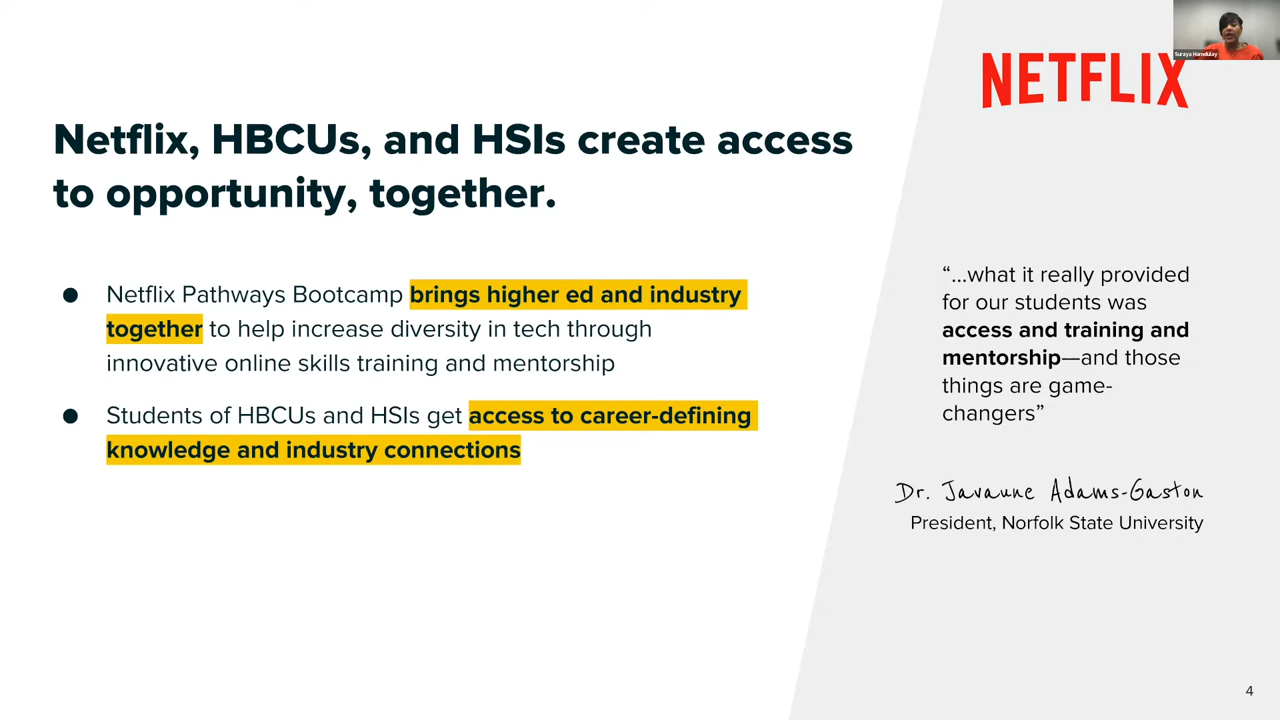 Suraya Hamdulay
NETFLIX
Netflix, HBCUs, and HSIs create access
to opportunity, together.
● Netflix Pathways Bootcamp brings higher ed and industry
together to help increase diversity in tech through
innovative online skills training and mentorship
● Students of HBCUs and HSIs get access to career-defining
knowledge and industry connections
“...what it really provided
for our students was
access and training and
mentorship—and those
things are game-
changers”
Dr. Javaune Adams-Gaston
President, Norfolk State University
4